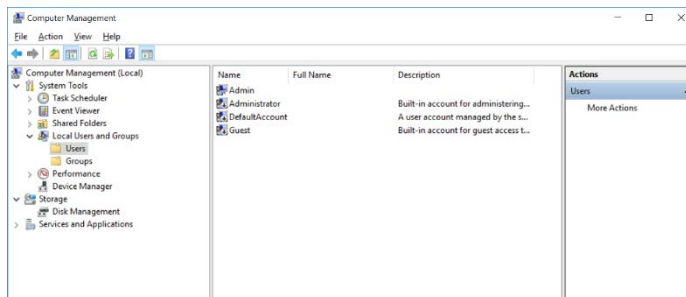 Computer Management
File Action View Help
Computer Management (Local)
System Tools
Task Scheduler
Event Viewer
Shared Folders
Local Users and Groups
Users
Groups
Performance
Device Manager
Storage
Disk Management
Services and Applications
Name Full Name Description
Admin
Administrator Built-in account for administering...
DefaultAccount A user account managed by the s...
Guest Built-in account for guest access t...
Actions
Users
More Actions